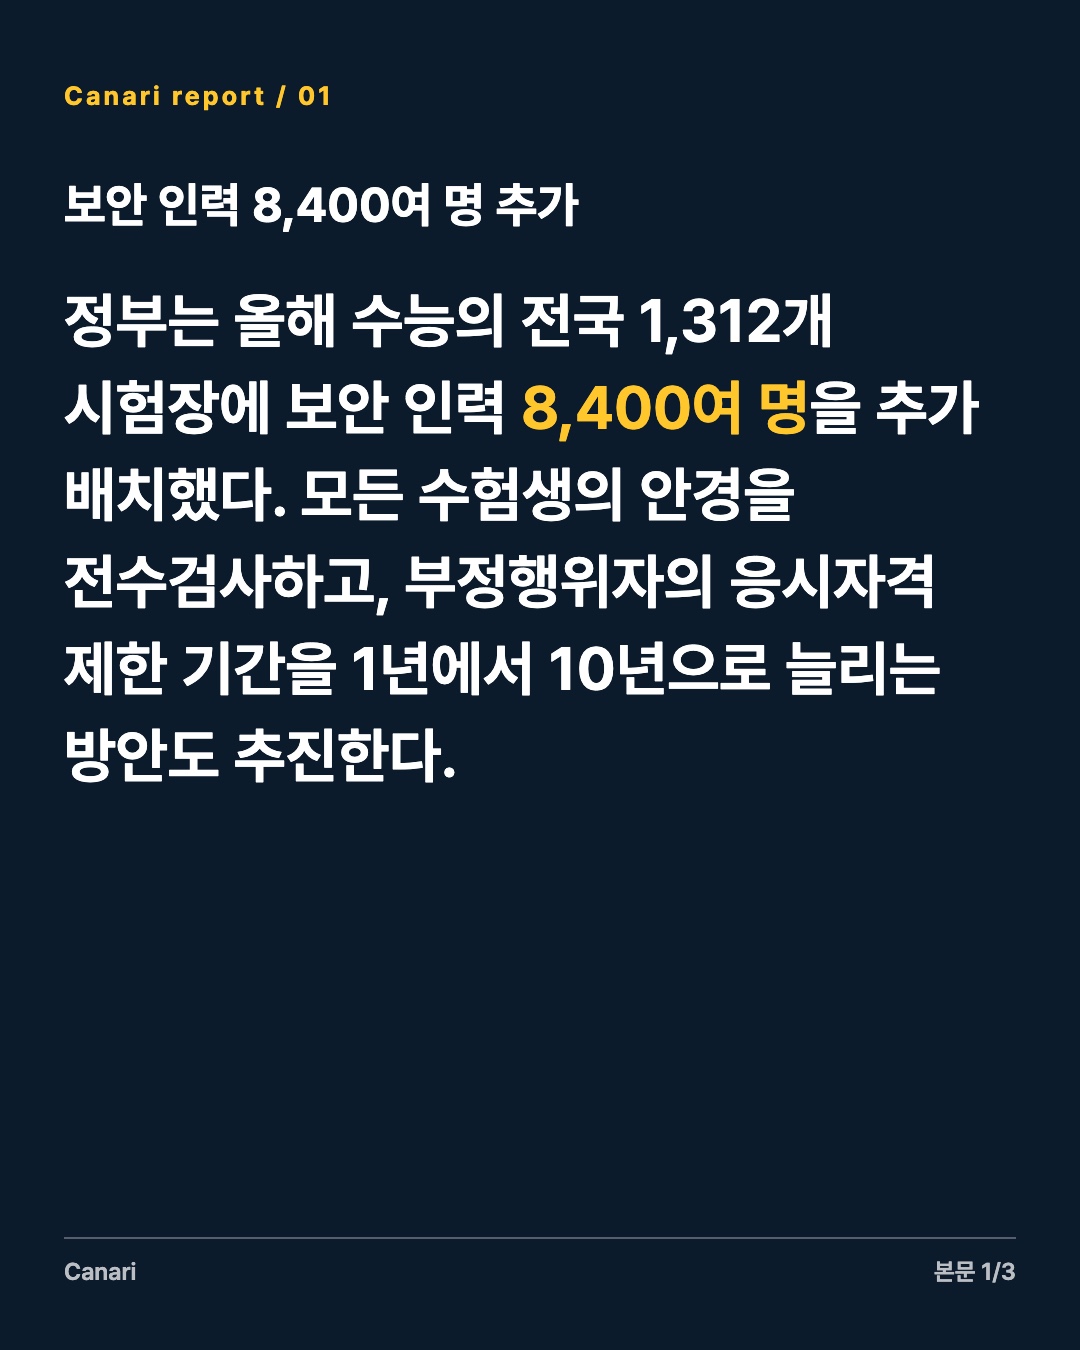 Canari report / 01
보안 인력 8,400여 명 추가
정부는 올해 수능의 전국 1,312개
시험장에 보안 인력 8,400여 명을 추가
배치했다. 모든 수험생의 안경을
전수검사하고, 부정행위자의 응시자격
제한 기간을 1년에서 10년으로 늘리는
방안도 추진한다.
Canari
본문 1/3